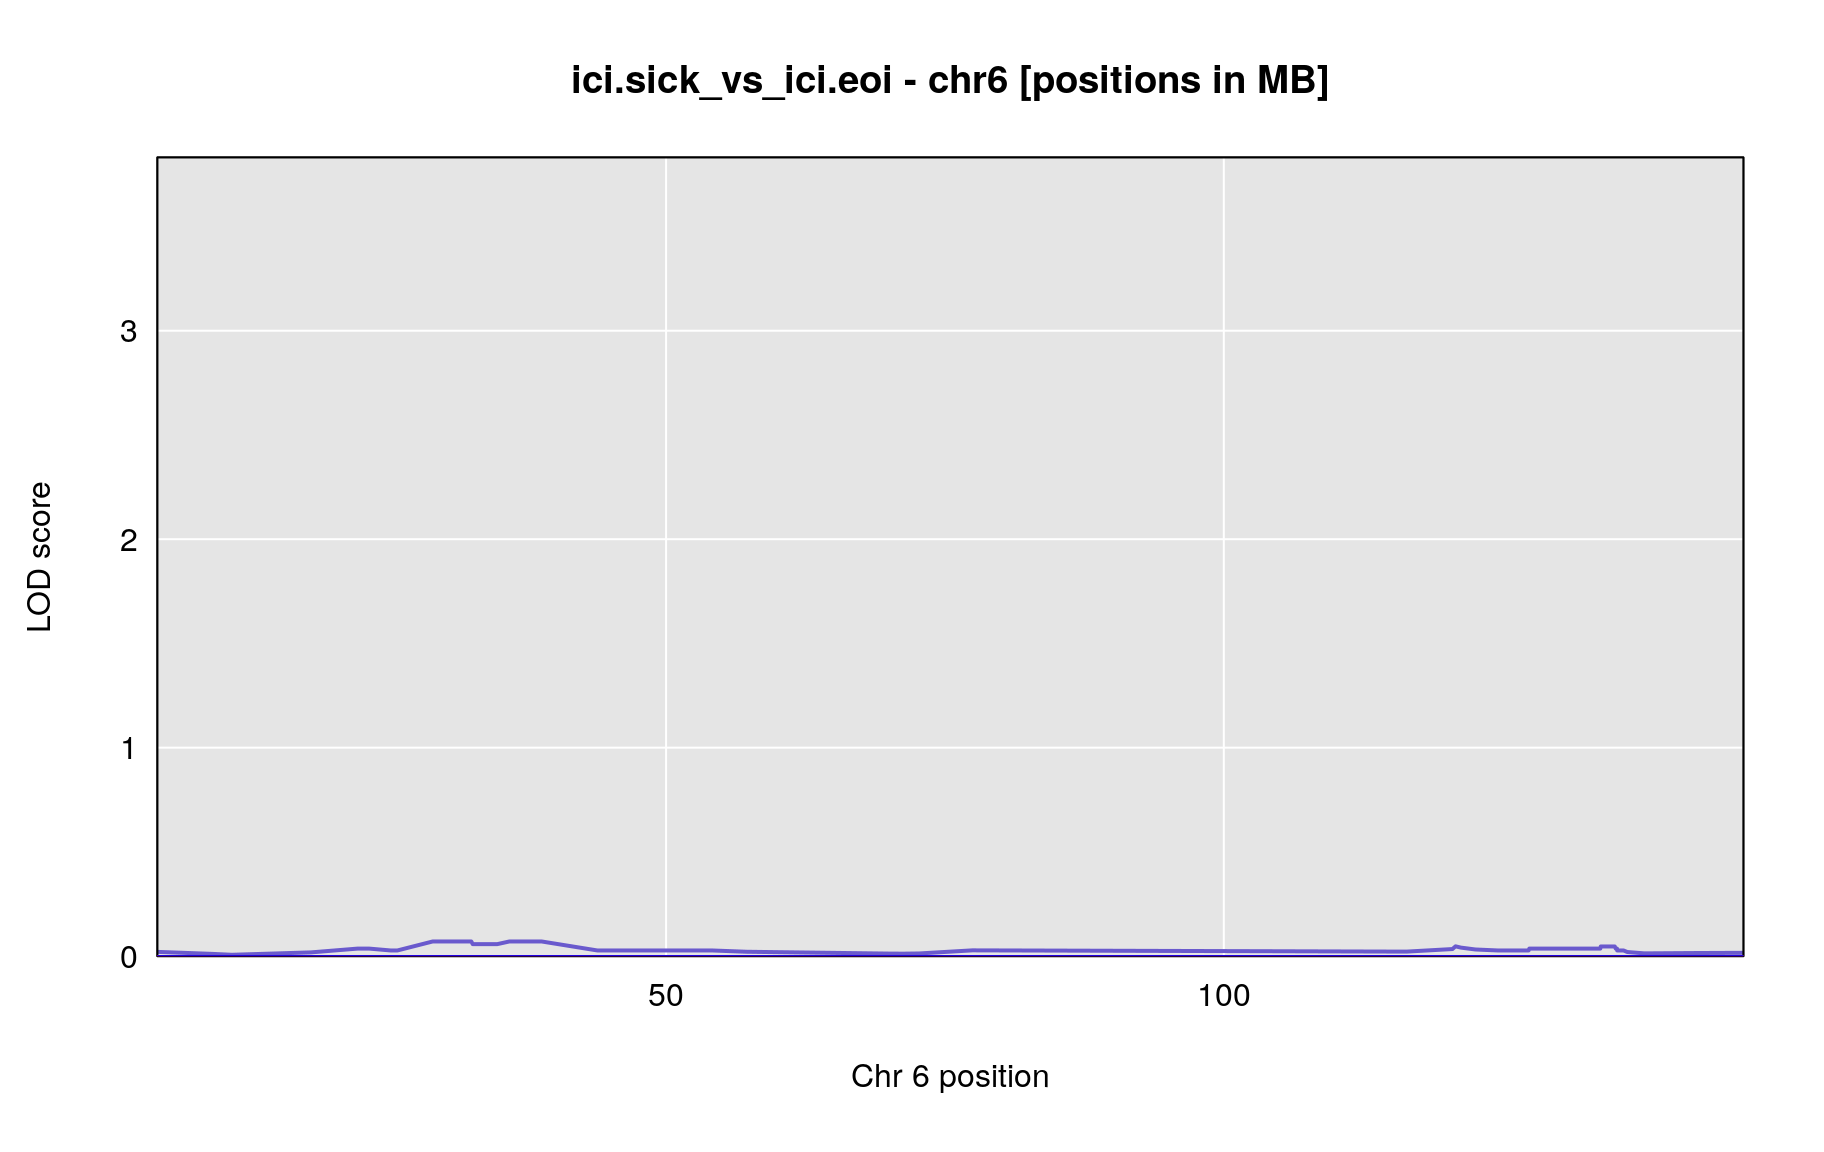 ici.sick_vs_ici.eoi - chr6 [positions in MB]
3
2
1
0
LOD score
50 100
Chr 6 position